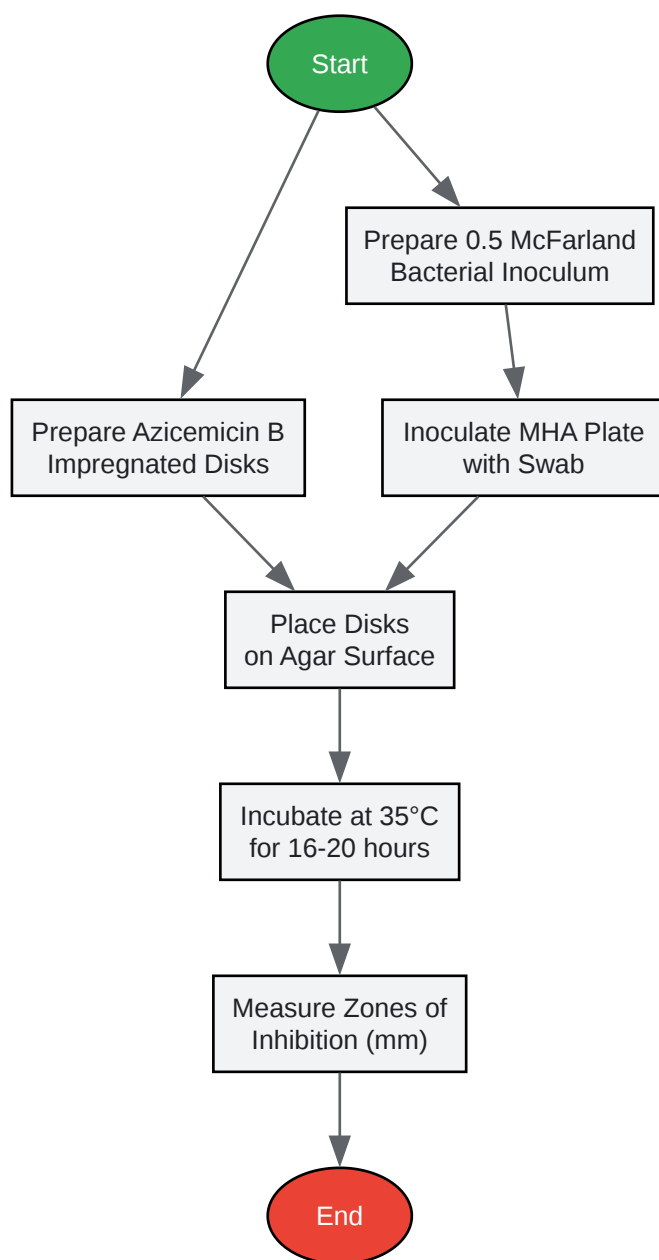 Start
Prepare 0.5 McFarland
Bacterial Inoculum
Prepare Azicemicin B
Impregnated Disks
Inoculate MHA Plate
with Swab
Place Disks
on Agar Surface
Incubate at 35°C
for 16-20 hours
Measure Zones of
Inhibition (mm)
End